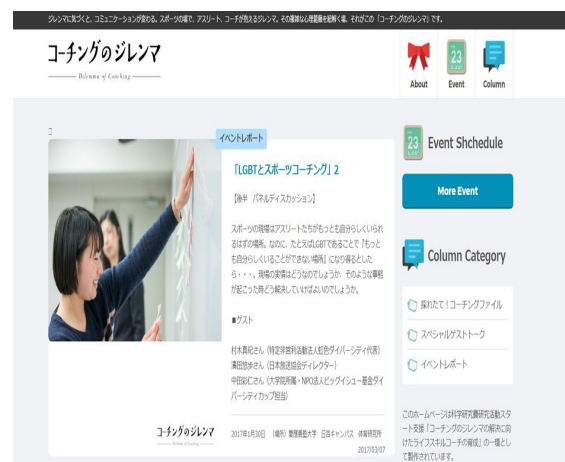 ジレンマに気づくと、コミュニケーションが変わる。スポーツの場で、アスリート、コーチが抱えるジレンマ。その複雑な心理葛藤を紐解く場、それがこの「コーチングのジレンマ」です。
コーチングのジレンマ
Dilemma of Coaching
23
About
Event
Column
イベントレポート
「LGBTとスポーツコーチング」2
【後半 パネルディスカッション】
スポーツの現場はアスリートたちがもっとも自分らしくいられ
るはずの場所。なのに、たとえばLGBTであることで『もっと
も自分らしくいることができない場所』になり得るとした
ら・・・。現場の実情はどうなのでしょうか、そのような事態
が起こった時どう解決していけばよいのでしょうか。
■ゲスト
村木真紀さん（特定非営利活動法人虹色ダイバーシティ代表）
濱田悠歩さん（日本放送協会ディレクター）
中田彩仁さん（大学院所属・NPO法人ビッグイシュー基金ダイ
バーシティカップ担当）
コーチングのジレンマ
Dilemma of Coaching
2017年1月30日 （場所）慶應義塾大学 日吉キャンパス 体育研究所
2017/03/07
23
Event Shchedule
More Event
Column Category
採れたて！コーチングファイル
スペシャルゲストトーク
イベントレポート
このホームページは科学研究費研究活動スタ
ート支援「コーチングのジレンマの解決に向
けたライフスキルコーチの育成」の一環とし
て製作されています。